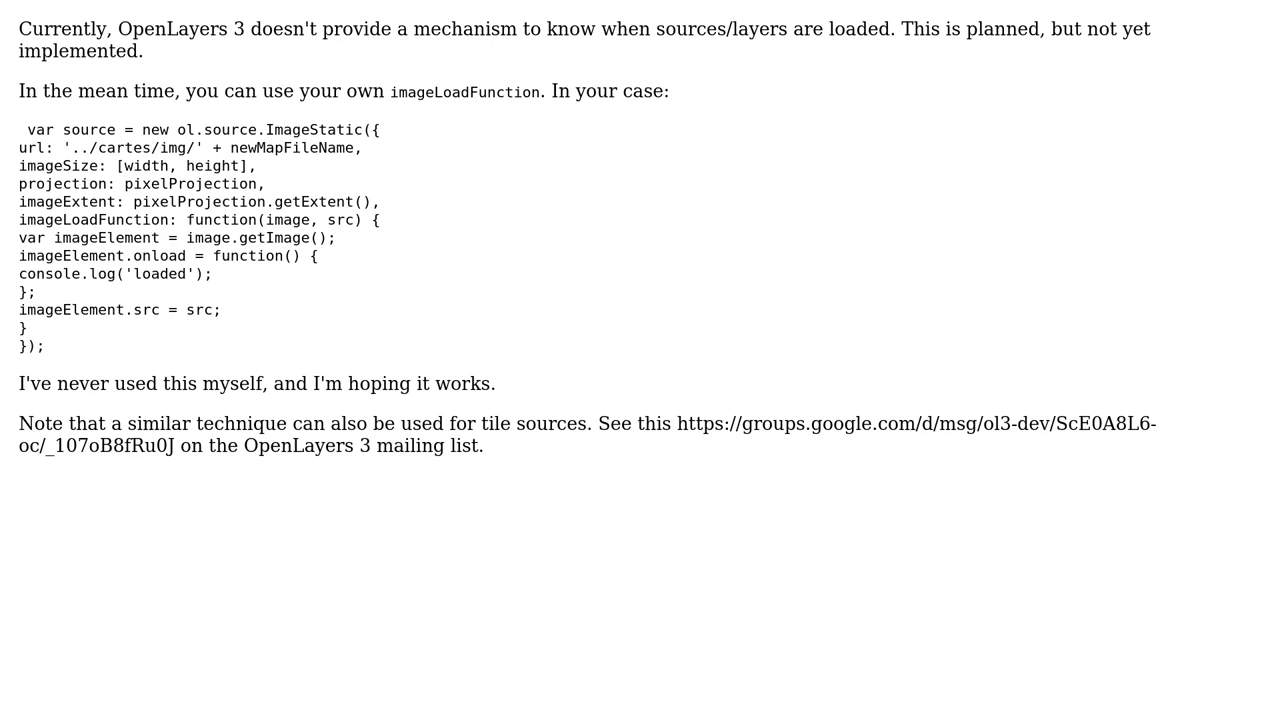 Currently, OpenLayers 3 doesn't provide a mechanism to know when sources/layers are loaded. This is planned, but not yet
implemented.
In the mean time, you can use your own imageLoadFunction. In your case:
var source = new ol.source.ImageStatic({
url: '../cartes/img/' + newMapFileName,
imageSize: [width, height],
projection: pixelProjection,
imageExtent: pixelProjection.getExtent(),
imageLoadFunction: function(image, src) {
var imageElement = image.getImage();
imageElement.onload = function() {
console.log('loaded');
};
imageElement.src = src;
}
});
I've never used this myself, and I'm hoping it works.
Note that a similar technique can also be used for tile sources. See this https://groups.google.com/d/msg/ol3-dev/ScE0A8L6-
oc/_107oB8fRu0J on the OpenLayers 3 mailing list.